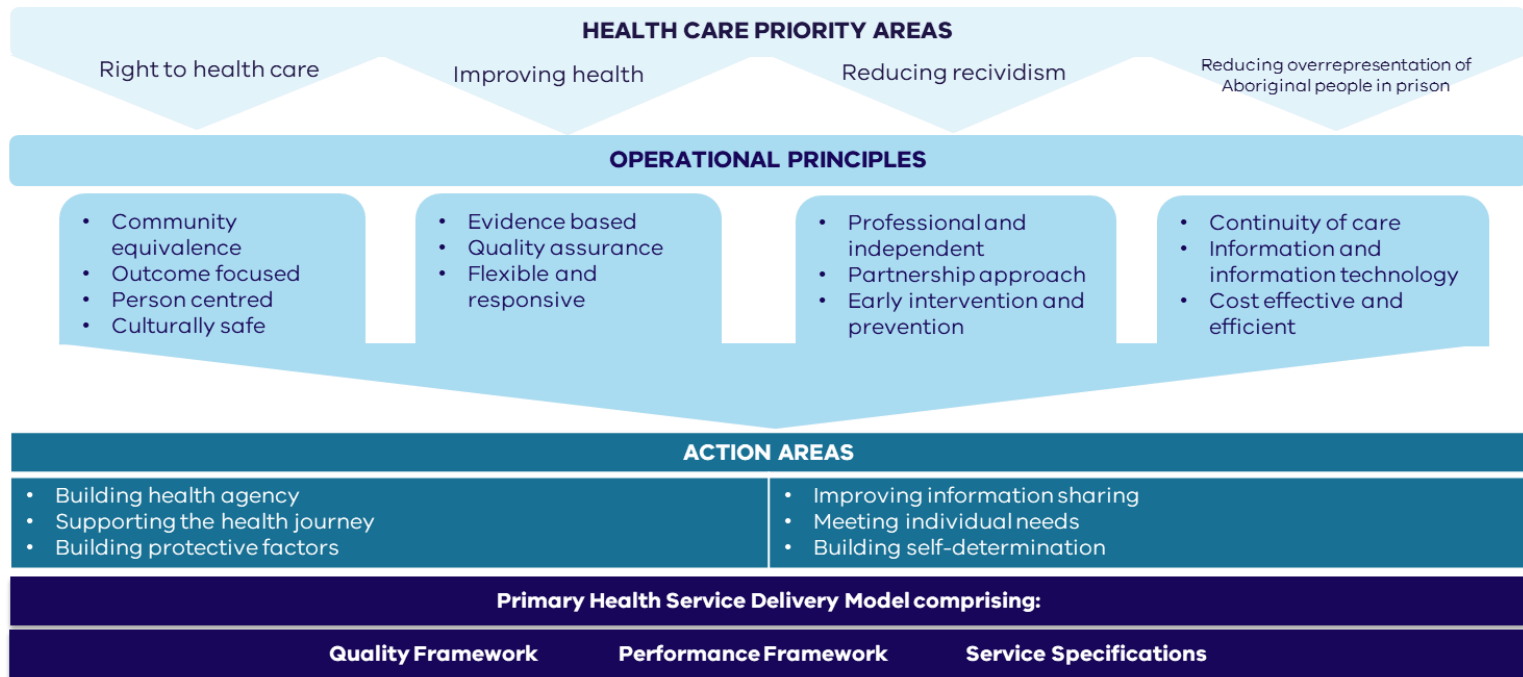 HEALTH CARE PRIORITY AREAS
Right to health care
Improving health
Reducing recividism
Reducing overrepresentation of
Aboriginal people in prison
OPERATIONAL PRINCIPLES
• Community
equivalence
• Outcome focused
• Person centred
• Culturally safe
• Evidence based
• Quality assurance
• Flexible and
responsive
• Professional and
independent
• Partnership approach
• Early intervention and
prevention
• Continuity of care
• Information and
information technology
• Cost effective and
efficient
ACTION AREAS
• Building health agency
• Supporting the health journey
• Building protective factors
• Improving information sharing
• Meeting individual needs
• Building self-determination
Primary Health Service Delivery Model comprising:
Quality Framework Performance Framework Service Specifications